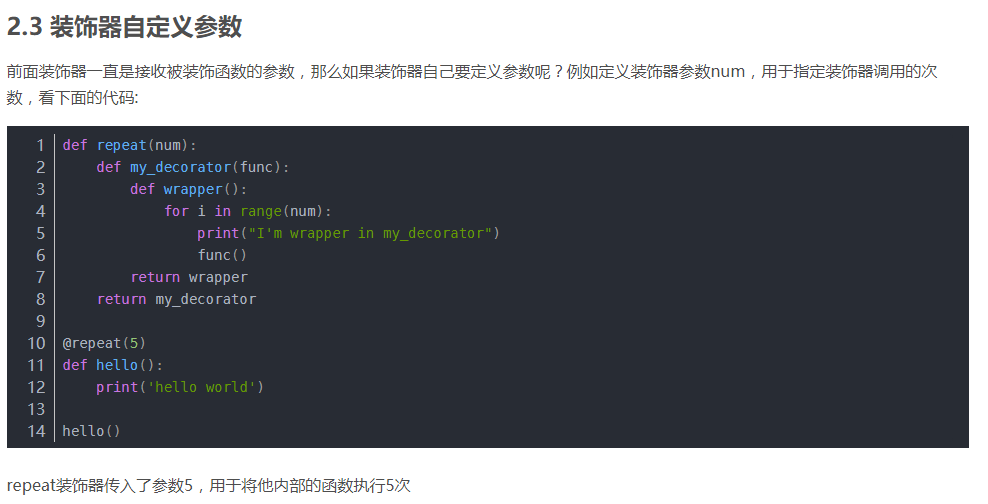 2.3 装饰器自定义参数
前面装饰器一直是接收被装饰函数的参数，那么如果装饰器自己要定义参数呢？例如定义装饰器参数num，用于指定装饰器调用的次
数，看下面的代码:
1 def repeat(num):
2     def my_decorator(func):
3         def wrapper():
4             for i in range(num):
5                 print("I'm wrapper in my_decorator")
6                 func()
7         return wrapper
8     return my_decorator
9
10 @repeat(5)
11 def hello():
12     print('hello world')
13
14 hello()
repeat装饰器传入了参数5，用于将他内部的函数执行5次